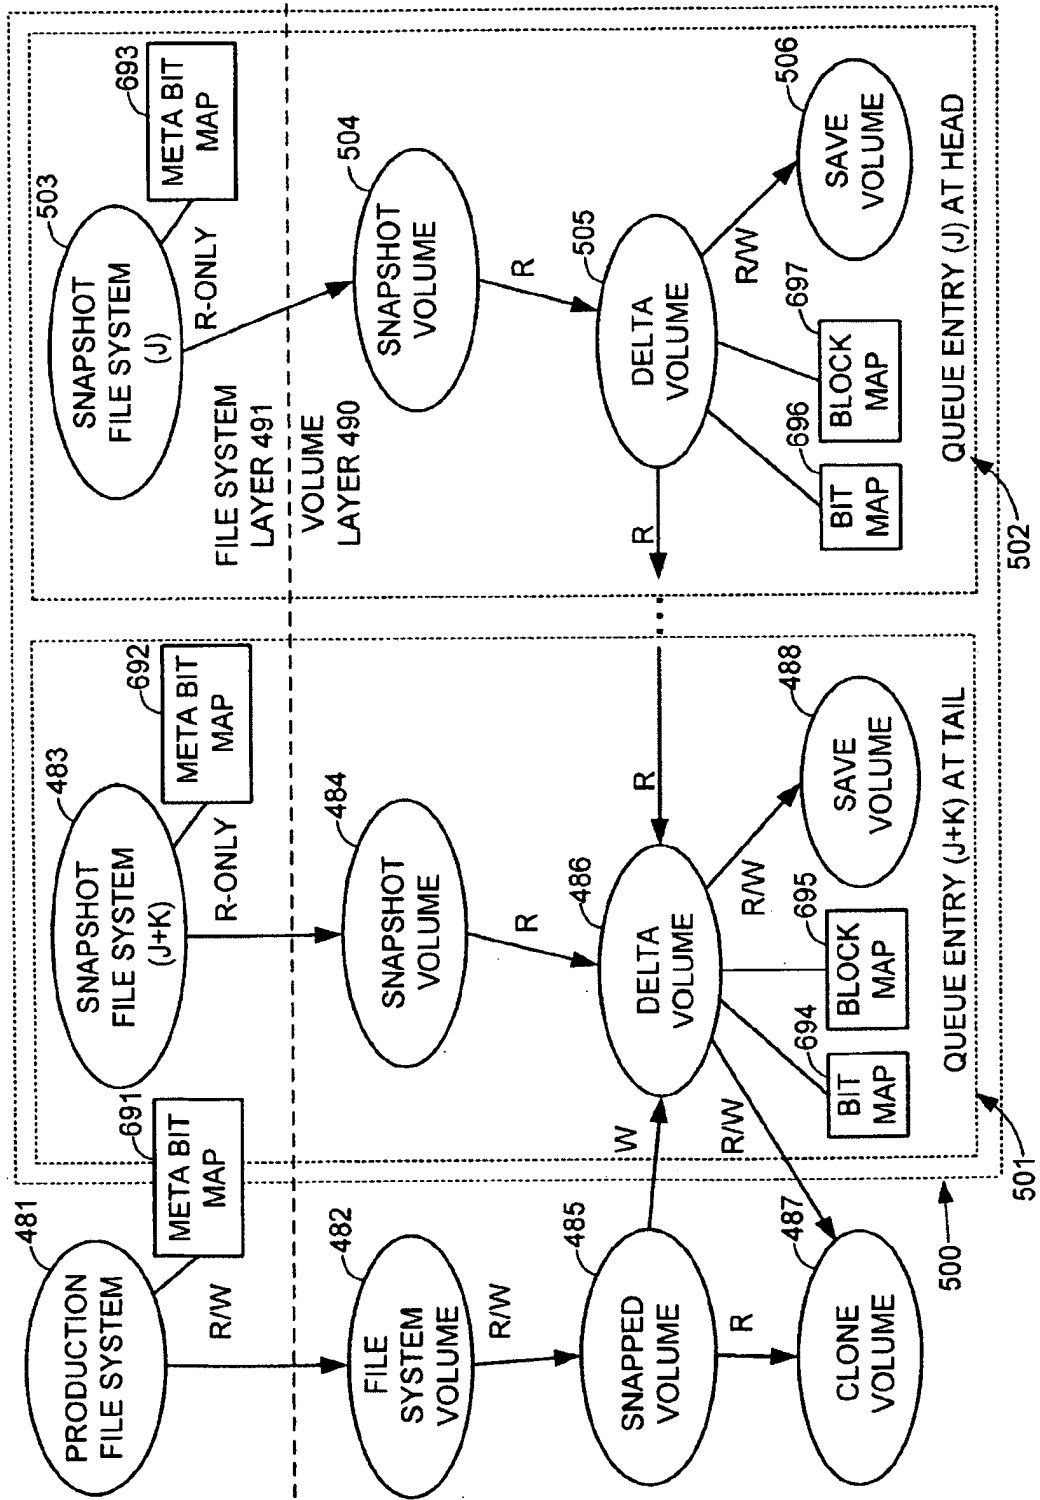 481
PRODUCTION
FILE SYSTEM
691
META BIT
MAP
R/W
483
SNAPSHOT
FILE SYSTEM
(J+K)
692
META BIT
MAP
R-ONLY
503
SNAPSHOT
FILE SYSTEM
(J)
693
META BIT
MAP
R-ONLY
FILE SYSTEM
LAYER 491
VOLUME
LAYER 490
482
FILE
SYSTEM
VOLUME
R/W
484
SNAPSHOT
VOLUME
R
504
SNAPSHOT
VOLUME
R
485
SNAPPED
VOLUME
W
R
486
DELTA
VOLUME
R/W
R/W
R
R
505
DELTA
VOLUME
R/W
487
CLONE
VOLUME
694
BIT
MAP
695
BLOCK
MAP
488
SAVE
VOLUME
696
BIT
MAP
697
BLOCK
MAP
506
SAVE
VOLUME
QUEUE ENTRY (J+K) AT TAIL
QUEUE ENTRY (J) AT HEAD
500
501
502